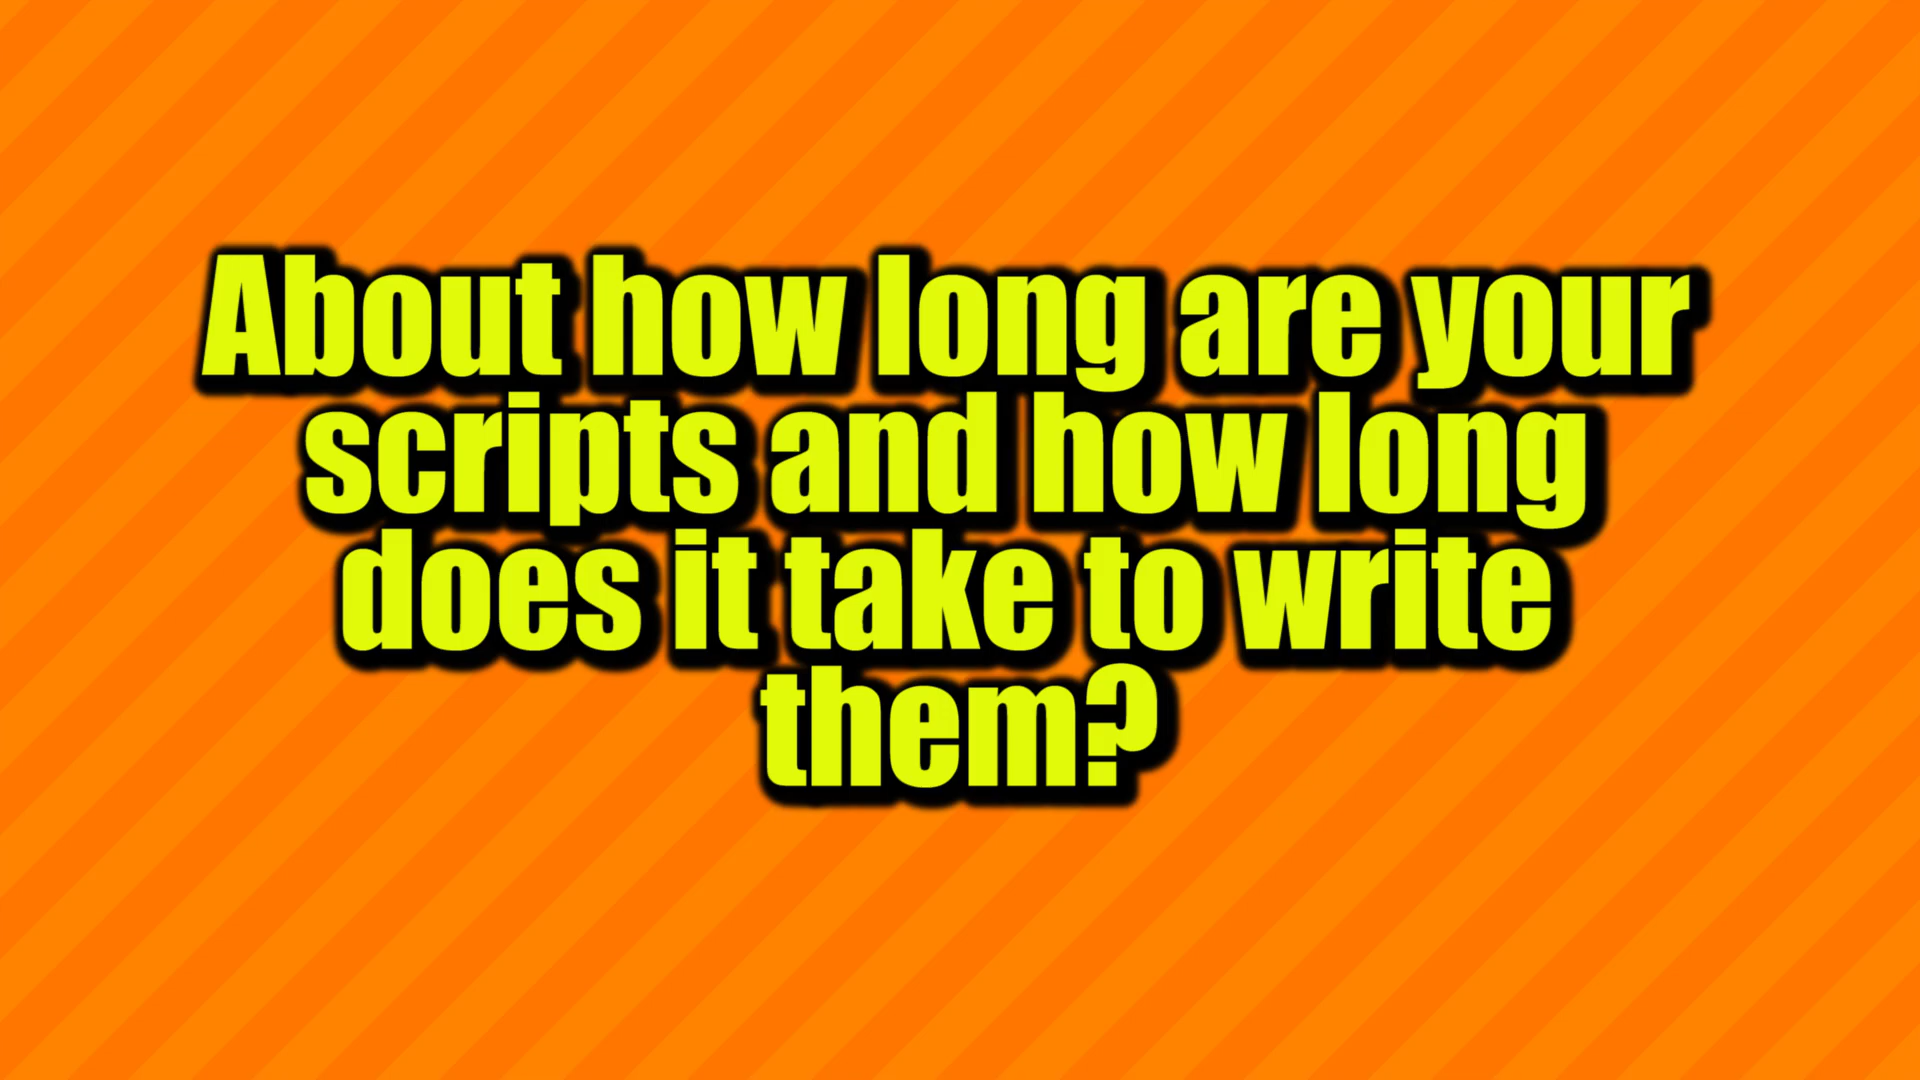 About how long are your
scripts and how long
does it take to write
them?